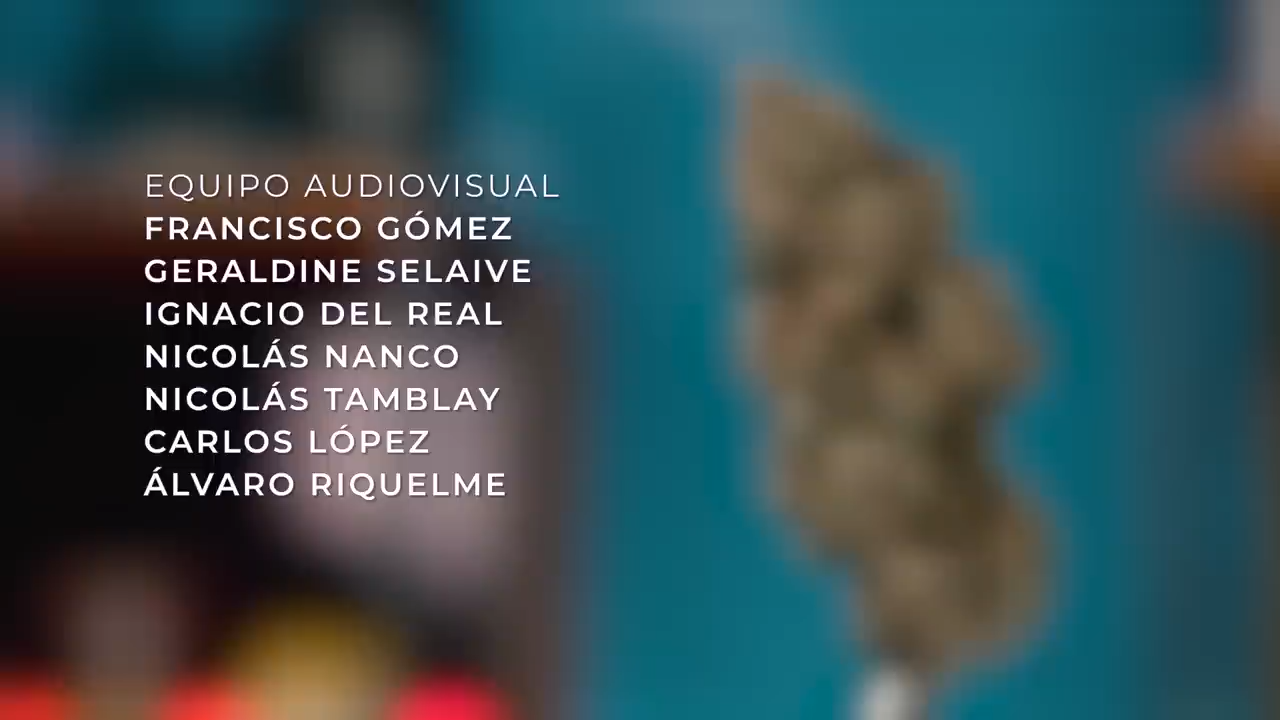 EQUIPO AUDIOVISUAL
FRANCISCO GÓMEZ
GERALDINE SELAIVE
IGNACIO DEL REAL
NICOLÁS NANCO
NICOLÁS TAMBLAY
CARLOS LÓPEZ
ÁLVARO RIQUELME